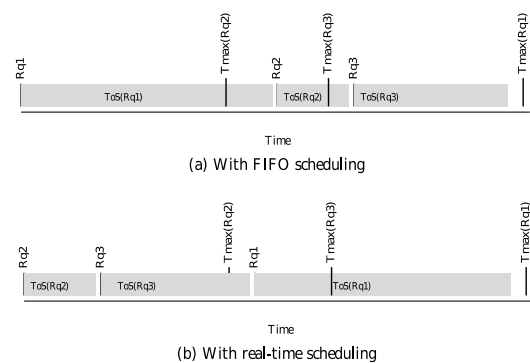 Rq1
Tmax(Rq2)
Rq2
Tmax(Rq3)
Rq3
Tmax(Rq1)
ToS(Rq1)
ToS(Rq2)
ToS(Rq3)
Time
(a) With FIFO scheduling
Rq2
Rq3
Tmax(Rq2)
Rq1
Tmax(Rq3)
Tmax(Rq1)
ToS(Rq2)
ToS(Rq3)
ToS(Rq1)
Time
(b) With real-time scheduling